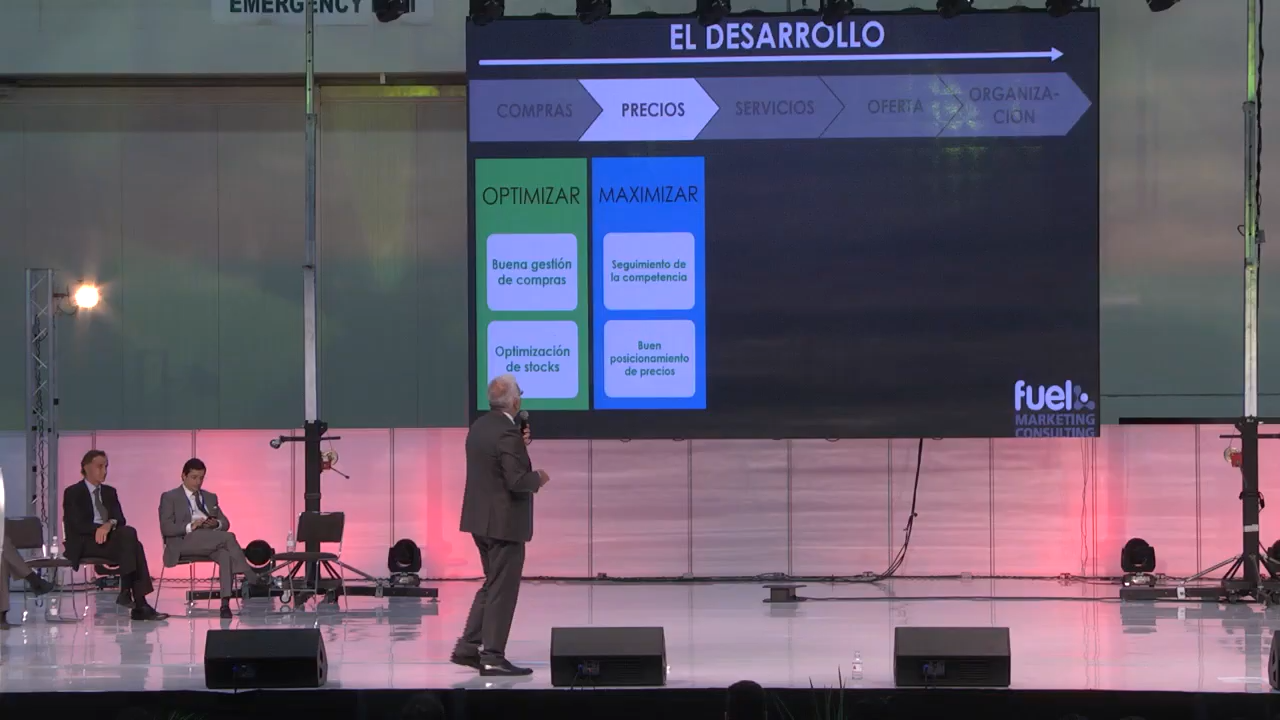 EMERGENCY
EL DESARROLLO
COMPRAS
PRECIOS
SERVICIOS
OFERTA
ORGANIZA-
CIÓN
OPTIMIZAR
Buena gestión
de compras
Optimización
de stocks
MAXIMIZAR
Seguimiento de
la competencia
Buen
posicionamiento
de precios
fuel
MARKETING
CONSULTING